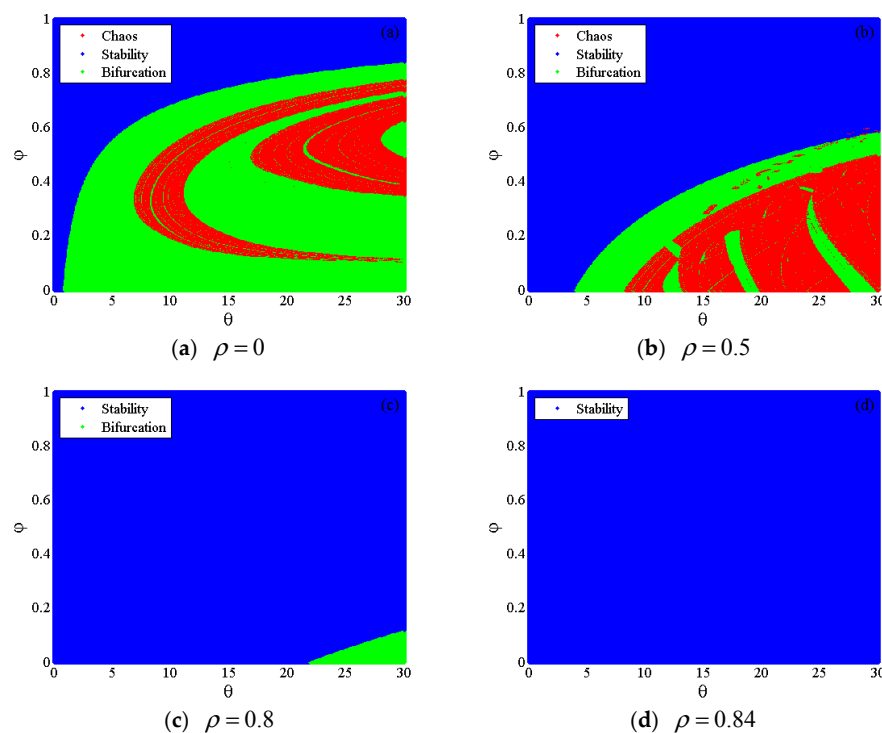 (a)
Chaos
Stability
Bifurcation
1
0.8
0.6
0.4
0.2
0
φ
0 5 10 15 20 25 30
θ
(a) ρ = 0
(b)
Chaos
Stability
Bifurcation
1
0.8
0.6
0.4
0.2
0
φ
0 5 10 15 20 25 30
θ
(b) ρ = 0.5
(c)
Stability
Bifurcation
1
0.8
0.6
0.4
0.2
0
φ
0 5 10 15 20 25 30
θ
(c) ρ = 0.8
(d)
Stability
1
0.8
0.6
0.4
0.2
0
φ
0 5 10 15 20 25 30
θ
(d) ρ = 0.84